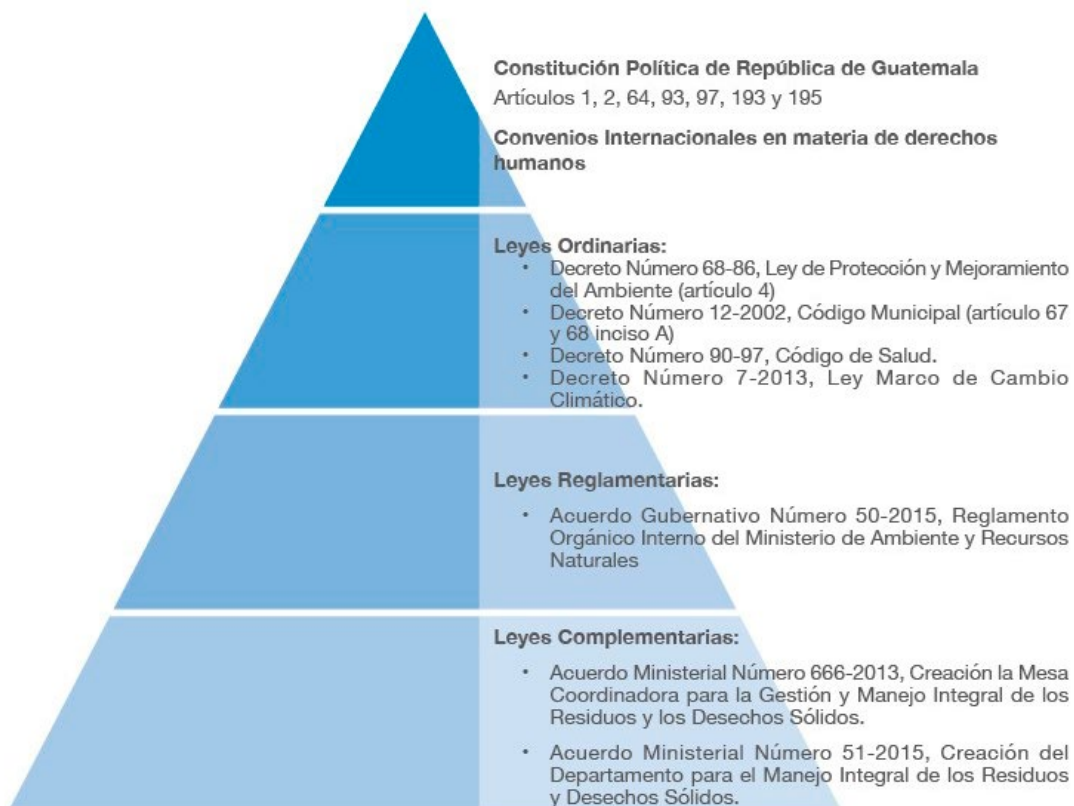 Constitución Política de República de Guatemala
Artículos 1, 2, 64, 93, 97, 193 y 195
Convenios Internacionales en materia de derechos
humanos
Leyes Ordinarias:
• Decreto Número 68-86, Ley de Protección y Mejoramiento
del Ambiente (artículo 4)
• Decreto Número 12-2002, Código Municipal (artículo 67
y 68 inciso A)
• Decreto Número 90-97, Código de Salud.
• Decreto Número 7-2013, Ley Marco de Cambio
Climático.
Leyes Reglamentarias:
• Acuerdo Gubernativo Número 50-2015, Reglamento
Orgánico Interno del Ministerio de Ambiente y Recursos
Naturales
Leyes Complementarias:
• Acuerdo Ministerial Número 666-2013, Creación la Mesa
Coordinadora para la Gestión y Manejo Integral de los
Residuos y los Desechos Sólidos.
• Acuerdo Ministerial Número 51-2015, Creación del
Departamento para el Manejo Integral de los Residuos
y Desechos Sólidos.